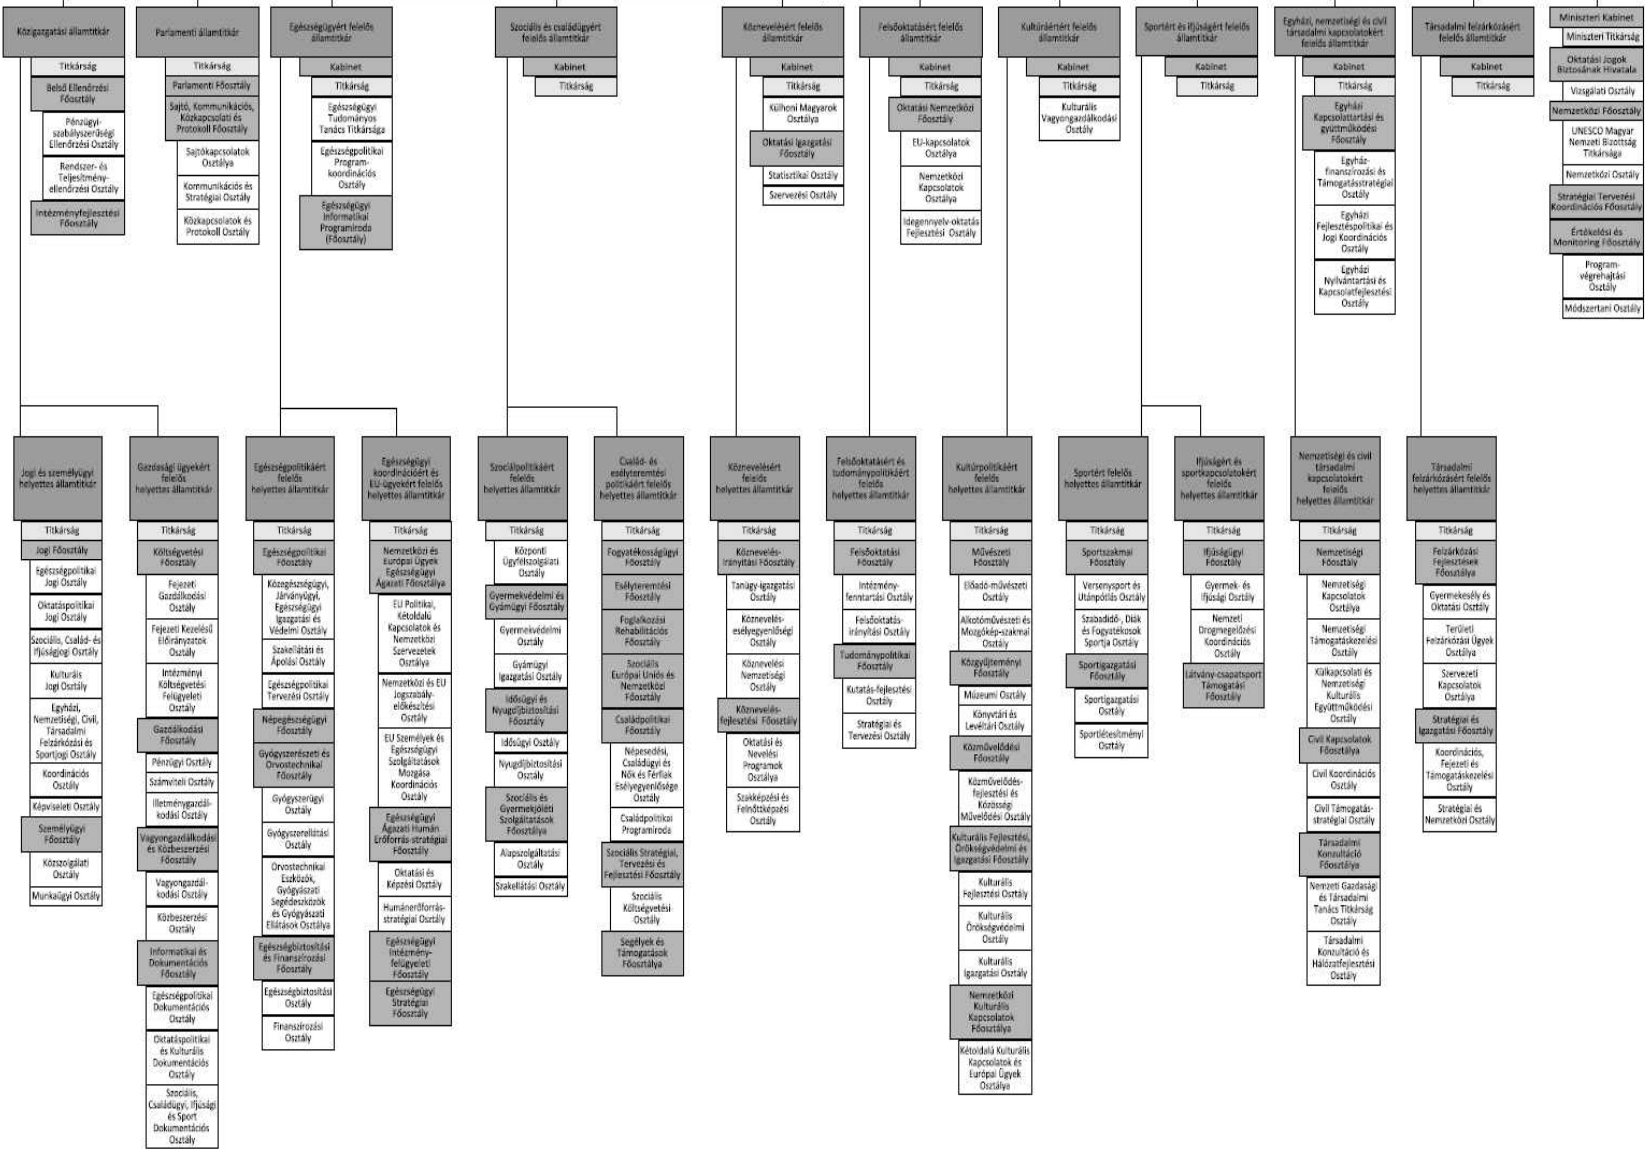 Közigazgatási államtitkár
Titkárság
Belső Ellenőrzési
Főosztály
Pénzügyi-
szabályszerűségi
Ellenőrzési Osztály
Rendszer- és
Teljesítmény-
ellenőrzési Osztály
Intézményfejlesztési
Főosztály
Parlamenti államtitkár
Titkárság
Parlamenti Főosztály
Sajtó, Kommunikációs,
Közkapcsolati és
Protokoll Főosztály
Sajtókapcsolatok
Osztálya
Kommunikációs és
Stratégiai Osztály
Közkapcsolatok és
Protokoll Osztály
Egészségügyért felelős
államtitkár
Kabinet
Titkárság
Egészségügyi
Tudományos
Tanács Titkársága
Egészségpolitikai
Program-
koordinációs
Osztály
Egészségügyi
Informatikai
Programiroda
(Főosztály)
Szociális és családügyért
felelős államtitkár
Kabinet
Titkárság
Köznevelésért felelős
államtitkár
Kabinet
Titkárság
Külhoni Magyarok
Osztálya
Oktatási Igazgatási
Főosztály
Statisztikai Osztály
Szervezési Osztály
Felsőoktatásért felelős
államtitkár
Kabinet
Titkárság
Oktatási Nemzetközi
Főosztály
EU-kapcsolatok
Osztálya
Nemzetközi
Kapcsolatok
Osztálya
Idegennyelv-oktatás
Fejlesztési Osztály
Kultúráért felelős
államtitkár
Kabinet
Titkárság
Kulturális
Vagyongazdálkodási
Osztály
Sportért és ifjúságért felelős
államtitkár
Kabinet
Titkárság
Egyházi, nemzetiségi és civil
társadalmi kapcsolatokért
felelős államtitkár
Kabinet
Titkárság
Egyházi
Kapcsolattartási és
együttműködési
Főosztály
Egyház-
finanszírozási és
Támogatásstratégiai
Osztály
Egyházi
Fejlesztéspolitikai és
Jogi Koordinációs
Osztály
Egyházi
Nyilvántartási és
Kapcsolatfejlesztési
Osztály
Társadalmi felzárkózásért
felelős államtitkár
Kabinet
Titkárság
Miniszteri Kabinet
Miniszteri Titkárság
Oktatási Jogok
Biztosának Hivatala
Vizsgálati Osztály
Nemzetközi Főosztály
UNESCO Magyar
Nemzeti Bizottság
Titkársága
Nemzetközi Osztály
Stratégiai Tervezési
Koordinációs Főosztály
Értékelési és
Monitoring Főosztály
Program-
végrehajtási
Osztály
Módszertani Osztály
Jogi és személyügyi
helyettes államtitkár
Titkárság
Jogi Főosztály
Egészségpolitikai
Jogi Osztály
Oktatáspolitikai
Jogi Osztály
Szociális, Család- és
Ifjúságjogi Osztály
Kulturális
Jogi Osztály
Egyházi,
Nemzetiségi, Civil,
Társadalmi
Felzárkózási és
Sportjogi Osztály
Koordinációs
Osztály
Képviseleti Osztály
Személyügyi
Főosztály
Közszolgálati
Osztály
Munkaügyi Osztály
Gazdasági ügyekért
felelős
helyettes államtitkár
Titkárság
Költségvetési
Főosztály
Fejezeti
Gazdálkodási
Osztály
Fejezeti Kezelésű
Előirányzatok
Osztály
Intézményi
Költségvetési
Felügyeleti
Osztály
Gazdálkodási
Főosztály
Pénzügyi Osztály
Számviteli Osztály
Illetménygazdál-
kodási Osztály
Vagyongazdálkodási
és Közbeszerzési
Főosztály
Vagyongazdál-
kodási Osztály
Közbeszerzési
Osztály
Informatikai és
Dokumentációs
Főosztály
Egészségpolitikai
Dokumentációs
Osztály
Oktatáspolitikai
és Kulturális
Dokumentációs
Osztály
Szociális,
Családügyi, Ifjúsági
és Sport
Dokumentációs
Osztály
Egészségpolitikáért
felelős
helyettes államtitkár
Titkárság
Egészségpolitikai
Főosztály
Közegészségügyi,
Járványügyi,
Egészségügyi
Igazgatási és
Védelmi Osztály
Szakellátási és
Ápolási Osztály
Egészségpolitikai
Tervezési Osztály
Népegészségügyi
Főosztály
Gyógyszerészeti és
Orvostechnikai
Főosztály
Gyógyszerügyi
Osztály
Gyógyszerellátási
Osztály
Orvostechnikai
Eszközök,
Gyógyászati
Segédeszközök
és Gyógyászati
Ellátások Osztálya
Egészségbiztosítási
és Finanszírozási
Főosztály
Egészségbiztosítási
Osztály
Finanszírozási
Osztály
Egészségügyi
koordinációért és
EU-ügyekért felelős
helyettes államtitkár
Titkárság
Nemzetközi és
Európai Ügyek
Egészségügyi
Ágazati Főosztálya
EU Politikai,
Kétoldalú
Kapcsolatok és
Nemzetközi
Szervezetek
Osztálya
Nemzetközi és EU
Jogszabály-
előkészítési
Osztály
EU Személyek és
Egészségügyi
Szolgáltatások
Mozgása
Koordinációs
Osztály
Egészségügyi
Ágazati Humán
Erőforrás-stratégiai
Főosztály
Oktatási és
Képzési Osztály
Humánerőforrás-
stratégiai Osztály
Egészségügyi
Intézmény-
felügyeleti
Főosztály
Egészségügyi
Stratégiai
Főosztály
Szociálpolitikáért
felelős
helyettes államtitkár
Titkárság
Központi
Ügyfélszolgálati
Osztály
Gyermekvédelmi és
Gyámügyi Főosztály
Gyermekvédelmi
Osztály
Gyámügyi
Igazgatási Osztály
Idősügyi és
Nyugdíjbiztosítási
Főosztály
Idősügyi Osztály
Nyugdíjbiztosítási
Osztály
Szociális és
Gyermekjóléti
Szolgáltatások
Főosztálya
Alapszolgáltatási
Osztály
Szakellátási Osztály
Család- és
esélyteremtési
politikáért felelős
helyettes államtitkár
Titkárság
Fogyatékosságügyi
Főosztály
Esélyteremtési
Főosztály
Foglalkozási
Rehabilitációs
Főosztály
Szociális
Európai Uniós és
Nemzetközi
Főosztály
Családpolitikai
Főosztály
Népesedési,
Családügyi és
Nők és Férfiak
Esélyegyenlősége
Osztály
Családpolitikai
Programiroda
Szociális Stratégiai,
Tervezési és
Fejlesztési Főosztály
Szociális
Költségvetési
Osztály
Segélyek és
Támogatások
Főosztálya
Köznevelésért
felelős
helyettes államtitkár
Titkárság
Köznevelés-
irányítási Főosztály
Tanügy-igazgatási
Osztály
Köznevelés-
esélyegyenlőségi
Osztály
Köznevelési
Nemzetiségi
Osztály
Köznevelés-
fejlesztési Főosztály
Oktatási és
Nevelési
Programok
Osztálya
Szakképzési és
Felnőttképzési
Osztály
Felsőoktatásért és
tudománypolitikáért
felelős
helyettes államtitkár
Titkárság
Felsőoktatási
Főosztály
Intézmény-
fenntartási Osztály
Felsőoktatás-
irányítási Osztály
Tudománypolitikai
Főosztály
Kutatás-fejlesztési
Osztály
Stratégiai és
Tervezési Osztály
Kultúrpolitikáért
felelős
helyettes államtitkár
Titkárság
Művészeti
Főosztály
Előadó-művészeti
Osztály
Alkotóművészeti és
Mozgókép-szakmai
Osztály
Közgyűjteményi
Főosztály
Múzeumi Osztály
Könyvtári és
Levéltári Osztály
Közművelődési
Főosztály
Közművelődés-
fejlesztési és
Közösségi
Művelődési Osztály
Kulturális Fejlesztési,
Örökségvédelmi és
Igazgatási Főosztály
Kulturális
Fejlesztési Osztály
Kulturális
Örökségvédelmi
Osztály
Kulturális
Igazgatási Osztály
Nemzetközi
Kulturális
Kapcsolatok
Főosztálya
Kétoldalú Kulturális
Kapcsolatok és
Európai Ügyek
Osztálya
Sportért felelős
helyettes államtitkár
Titkárság
Sportszakmai
Főosztály
Versenysport és
Utánpótlás Osztály
Szabadidő-, Diák
és Fogyatékosok
Sportja Osztály
Sportigazgatási
Főosztály
Sportigazgatási
Osztály
Sportlétesítményi
Osztály
Ifjúságért és
sportkapcsolatokért
felelős
helyettes államtitkár
Titkárság
Ifjúságügyi
Főosztály
Gyermek- és
Ifjúsági Osztály
Nemzeti
Drogmegelőzési
Koordinációs
Osztály
Látvány-csapatsport
Támogatási
Főosztály
Nemzetiségi és civil
társadalmi
kapcsolatokért
felelős
helyettes államtitkár
Titkárság
Nemzetiségi
Főosztály
Nemzetiségi
Kapcsolatok
Osztálya
Nemzetiségi
Támogatáskezelési
Osztály
Külkapcsolati és
Nemzetiségi
Kulturális
Együttműködési
Osztály
Civil Kapcsolatok
Főosztálya
Civil Koordinációs
Osztály
Civil Támogatás-
stratégiai Osztály
Társadalmi
Konzultáció
Főosztálya
Nemzeti Gazdasági
és Társadalmi
Tanács Titkárság
Osztály
Társadalmi
Konzultáció és
Hálózatfejlesztési
Osztály
Társadalmi
felzárkózásért felelős
helyettes államtitkár
Titkárság
Felzárkózási
Fejlesztések
Főosztálya
Gyermekesély és
Oktatási Osztály
Területi
Felzárkózási Ügyek
Osztálya
Szervezeti
Kapcsolatok
Osztálya
Stratégiai és
Igazgatási Főosztály
Koordinációs,
Fejezeti és
Támogatáskezelési
Osztály
Stratégiai és
Nemzetközi Osztály